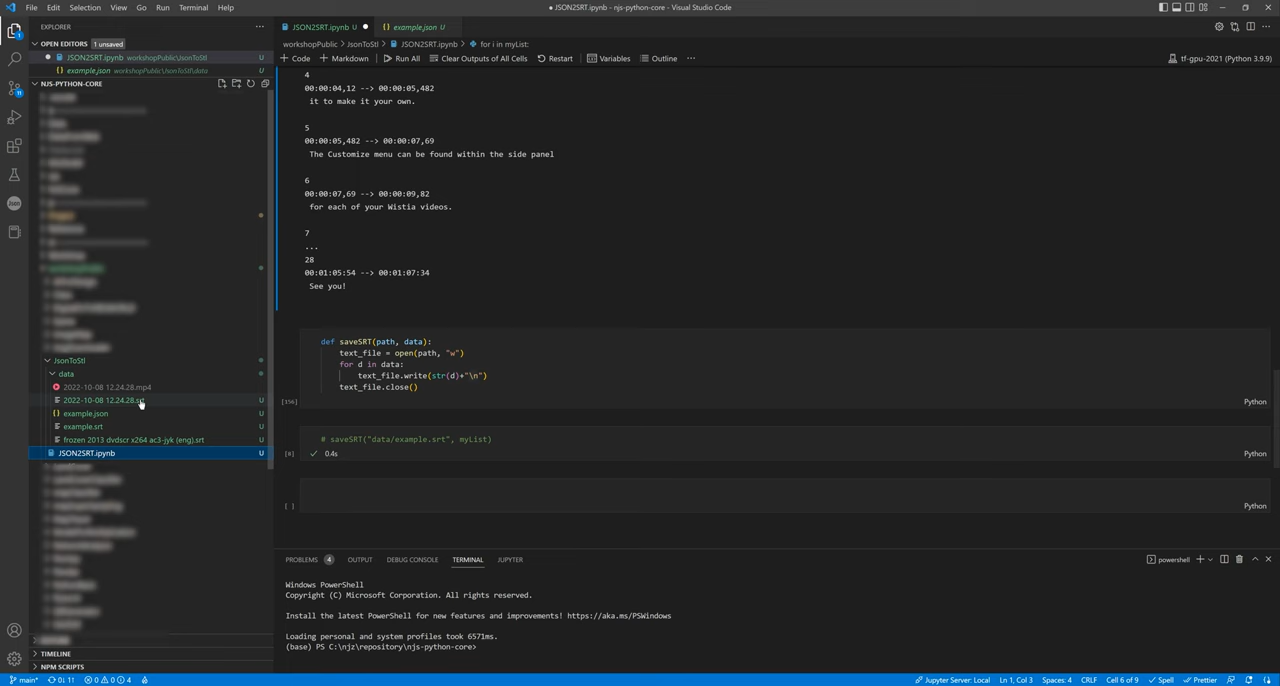 File Edit Selection View Go Run Terminal Help
● JSON2SRT.ipynb - njs-python-core - Visual Studio Code
EXPLORER
OPEN EDITORS 1 unsaved
JSON2SRT.ipynb workshopPublic\JsonToStl U
example.json workshopPublic\JsonToStl\data U
NJS-PYTHON-CORE
JsonToStl
data
2022-10-08 12.24.28.mp4
2022-10-08 12.24.28.srt U
example.json U
example.srt U
frozen 2013 dvdscr x264 ac3-jyk (eng).srt U
JSON2SRT.ipynb U
TIMELINE
NPM SCRIPTS
JSON2SRT.ipynb U ● example.json U
workshopPublic > JsonToStl > JSON2SRT.ipynb > for i in myList:
+ Code + Markdown Run All Clear Outputs of All Cells Restart Variables Outline ... tf-gpu-2021 (Python 3.9.9)
4
00:00:04,12 --> 00:00:05,482
it to make it your own.
5
00:00:05,482 --> 00:00:07,69
The Customize menu can be found within the side panel
6
00:00:07,69 --> 00:00:09,82
for each of your Wistia videos.
7
...
28
00:01:05:54 --> 00:01:07:34
See you!
def saveSRT(path, data):
text_file = open(path, "w")
for d in data:
text_file.write(str(d)+"\n")
text_file.close()
[156] Python
# saveSRT("data/example.srt", myList)
[8] 0.4s Python
[ ] Python
PROBLEMS 4 OUTPUT DEBUG CONSOLE TERMINAL JUPYTER powershell
Windows PowerShell
Copyright (C) Microsoft Corporation. All rights reserved.
Install the latest PowerShell for new features and improvements! https://aka.ms/PSWindows
Loading personal and system profiles took 6571ms.
(base) PS C:\njz\repository\njs-python-core>
main* 0↓ 1↑ 0 0 4 Jupyter Server: Local Ln 1, Col 3 Spaces: 4 CRLF Cell 6 of 9 Spell Prettier